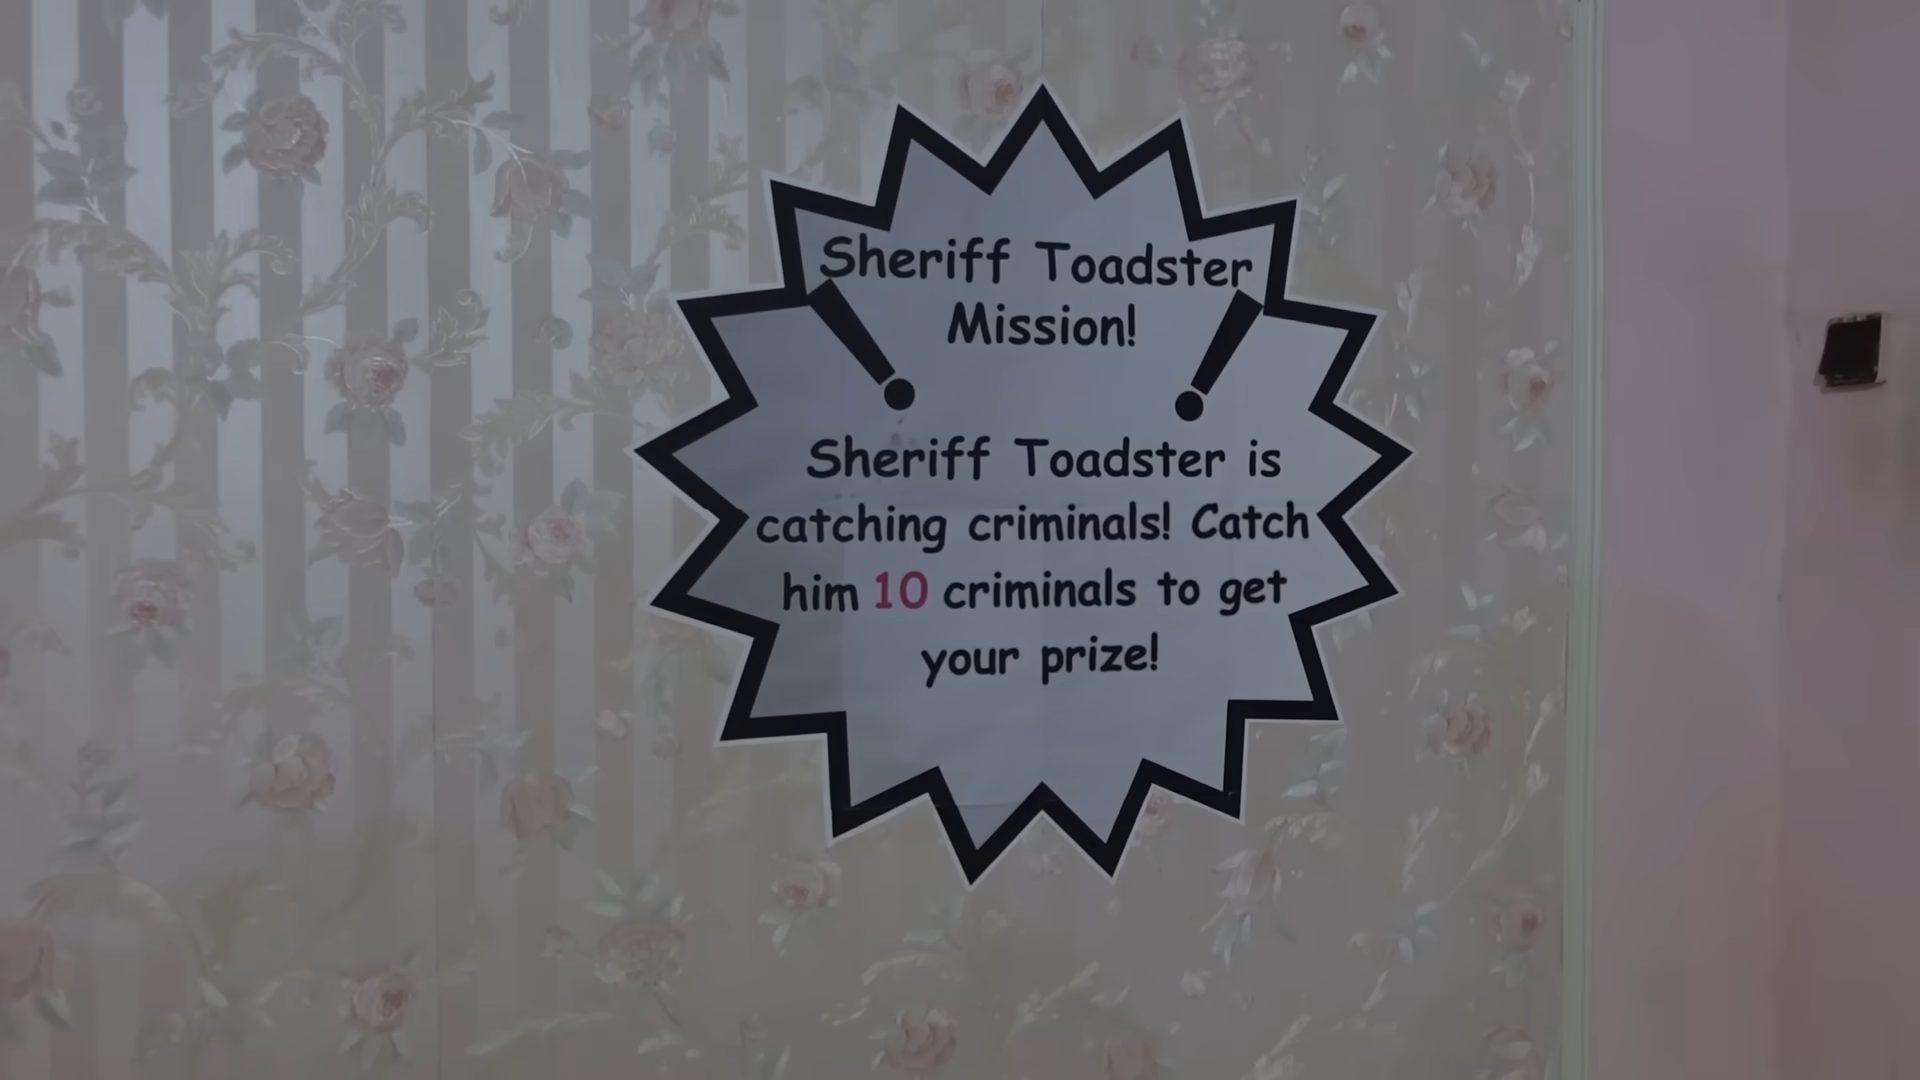 Sheriff Toadster
Mission!
Sheriff Toadster is
catching criminals! Catch
him 10 criminals to get
your prize!